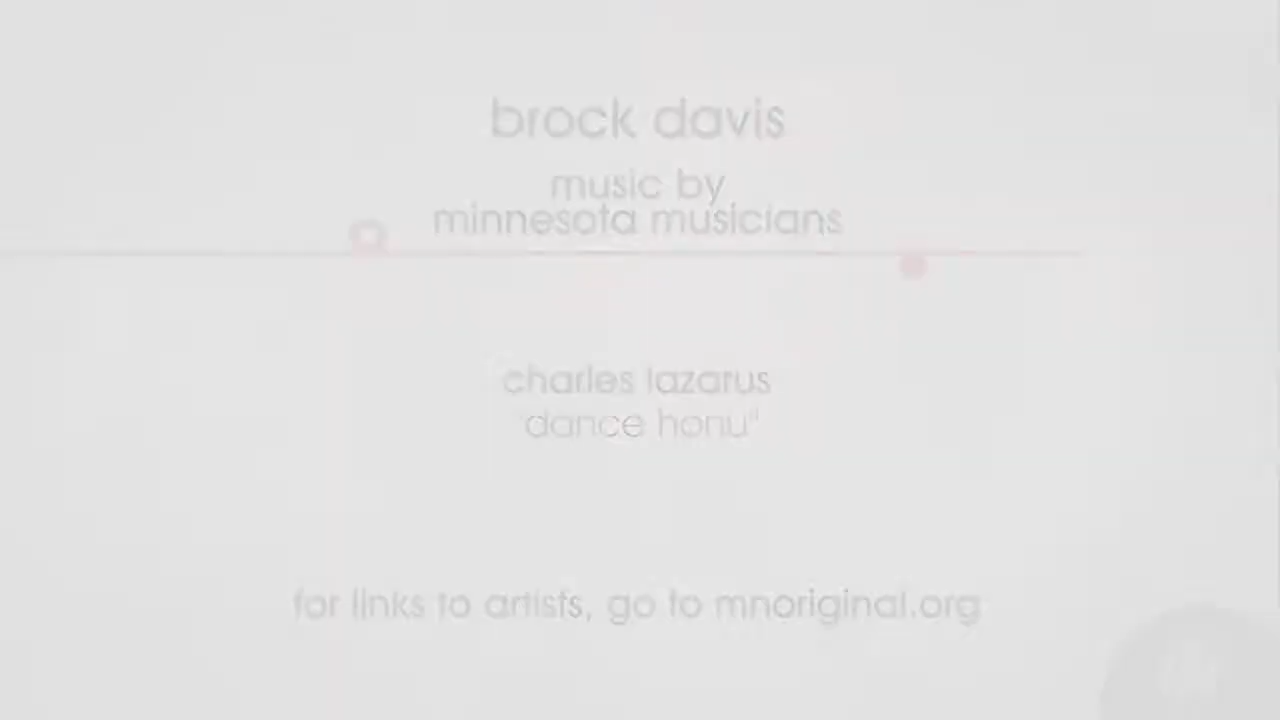 brock davis
music by
minnesota musicians
charles lazarus
"dance honu"
for links to artists, go to mnoriginal.org